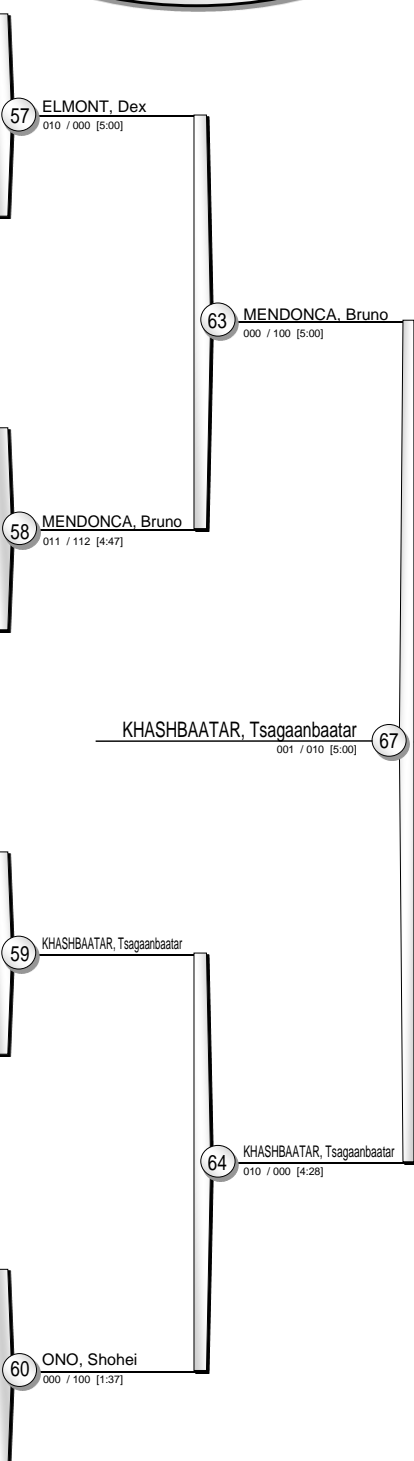 57
ELMONT, Dex
010 / 000 [5:00]
63
MENDONCA, Bruno
000 / 100 [5:00]
58
MENDONCA, Bruno
011 / 112 [4:47]
KHASHBAATAR, Tsagaanbaatar
67
001 / 010 [5:00]
59
KHASHBAATAR, Tsagaanbaatar
64
KHASHBAATAR, Tsagaanbaatar
010 / 000 [4:28]
60
ONO, Shohei
000 / 100 [1:37]